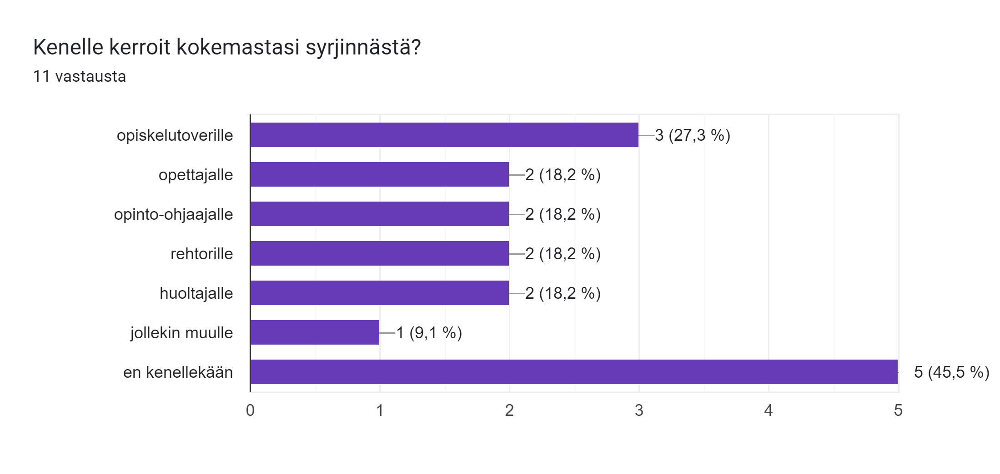 Kenelle kerroit kokemastasi syrjinnästä?
11 vastausta
opiskelutoverille 3 (27,3 %)
opettajalle 2 (18,2 %)
opinto-ohjaajalle 2 (18,2 %)
rehtorille 2 (18,2 %)
huoltajalle 2 (18,2 %)
jollekin muulle 1 (9,1 %)
en kenellekään 5 (45,5 %)
0 1 2 3 4 5